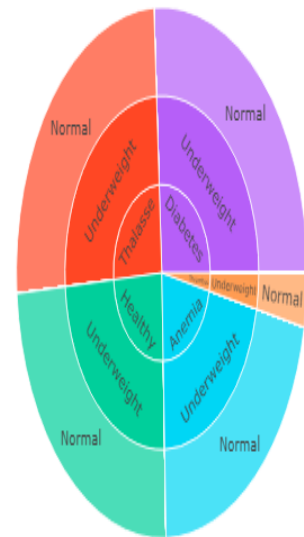 Normal
Normal
Underweight
Underweight
Thalasse
Diabetes
Healthy
Anemia
Underweight
Normal
Underweight
Underweight
Normal
Normal